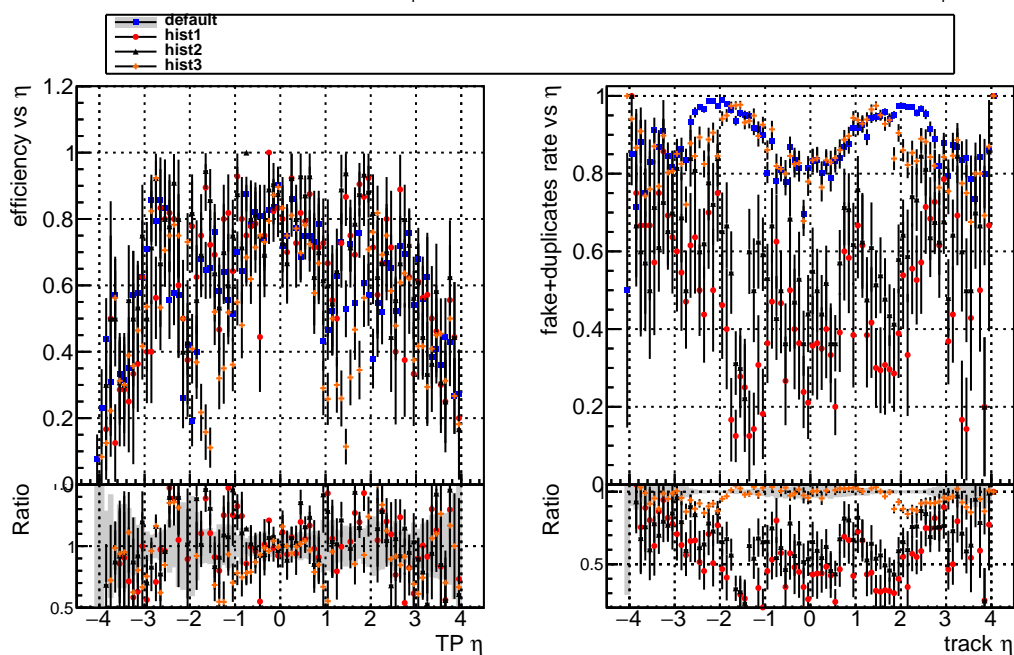 default
hist1
hist2
hist3
efficiency vs η
1.2
1
0.8
0.6
0.4
0.2
0
Ratio
1
0.5
−4 −3 −2 −1 0 1 2 3 4
TP η
fake+duplicates rate vs η
1
0.8
0.6
0.4
0.2
0
Ratio
0.5
−4 −3 −2 −1 0 1 2 3 4
track η